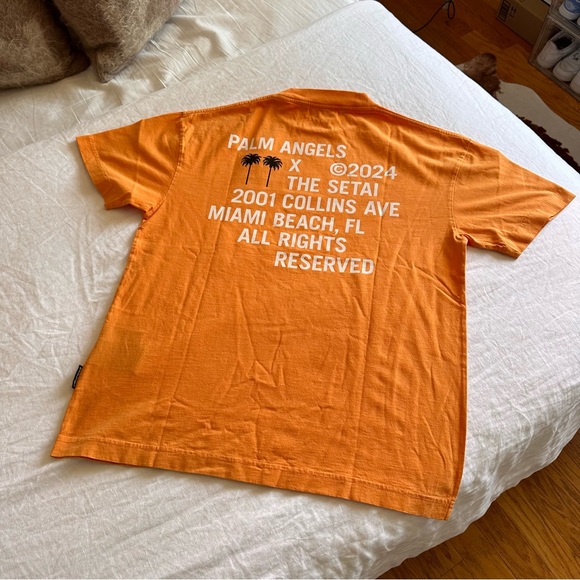 PALM ANGELS
X ©2024
THE SETAI
2001 COLLINS AVE
MIAMI BEACH, FL
ALL RIGHTS
RESERVED